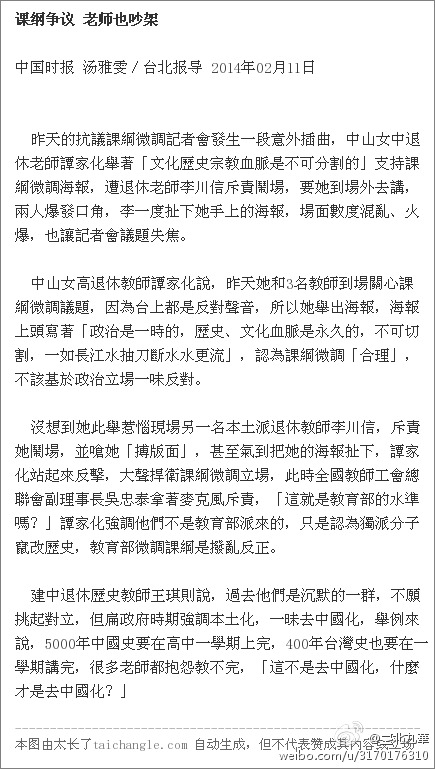 课纲争议 老师也吵架
中国时报 汤雅雯／台北报导 2014年02月11日
昨天的抗議課綱微調記者會發生一段意外插曲，中山女中退
休老師譚家化舉著「文化歷史宗教血脈是不可分割的」支持課
綱微調海報，遭退休老師李川信斥責鬧場，要她到場外去講，
兩人爆發口角，李一度扯下她手上的海報，場面數度混亂、火
爆，也讓記者會議題失焦。
中山女高退休教師譚家化說，昨天她和3名教師到場關心課
綱微調議題，因為台上都是反對聲音，所以她舉出海報，海報
上頭寫著「政治是一時的，歷史、文化血脈是永久的，不可切
割，一如長江水抽刀斷水水更流」，認為課綱微調「合理」，
不該基於政治立場一味反對。
沒想到她此舉惹惱現場另一名本土派退休教師李川信，斥責
她鬧場，並嗆她「搏版面」，甚至氣到把她的海報扯下，譚家
化站起來反擊，大聲捍衛課綱微調立場，此時全國教師工會總
聯會副理事長吳忠泰拿著麥克風斥責，「這就是教育部的水準
嗎？」譚家化強調他們不是教育部派來的，只是認為獨派分子
竄改歷史，教育部微調課綱是撥亂反正。
建中退休歷史教師王琪則說，過去他們是沉默的一群，不願
挑起對立，但扁政府時期強調本土化，一昧去中國化，舉例來
說，5000年中國史要在高中一學期上完，400年台灣史也要在一
學期講完，很多老師都抱怨教不完，「這不是去中國化，什麼
才是去中國化？」
本图由太长了taichangle.com 自动生成，但不代表赞成其内容或立场
weibo.com/u/3170176310